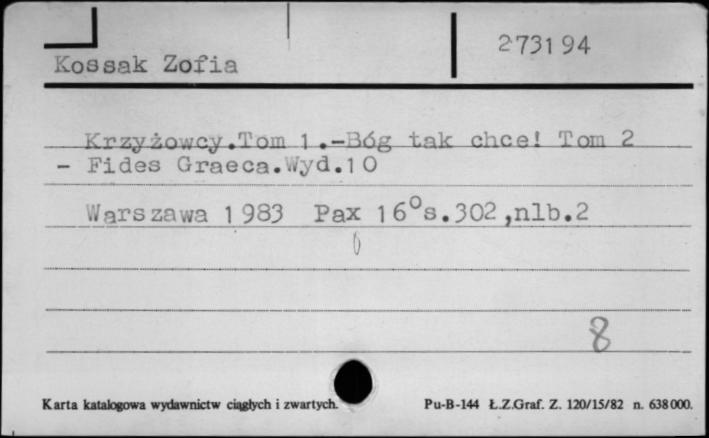 273194
Kossak Zofia
Krzyżowcy.Tom 1.-Bóg tak chce! Tom 2
- Fides Graeca.Wyd.10
Warszawa 1983 Pax 16°s.302,nlb.2
8
Karta katalogowa wydawnictw ciągłych i zwartych. Pu-B-144 Ł.Z.Graf. Z. 120/15/82 n. 638000.